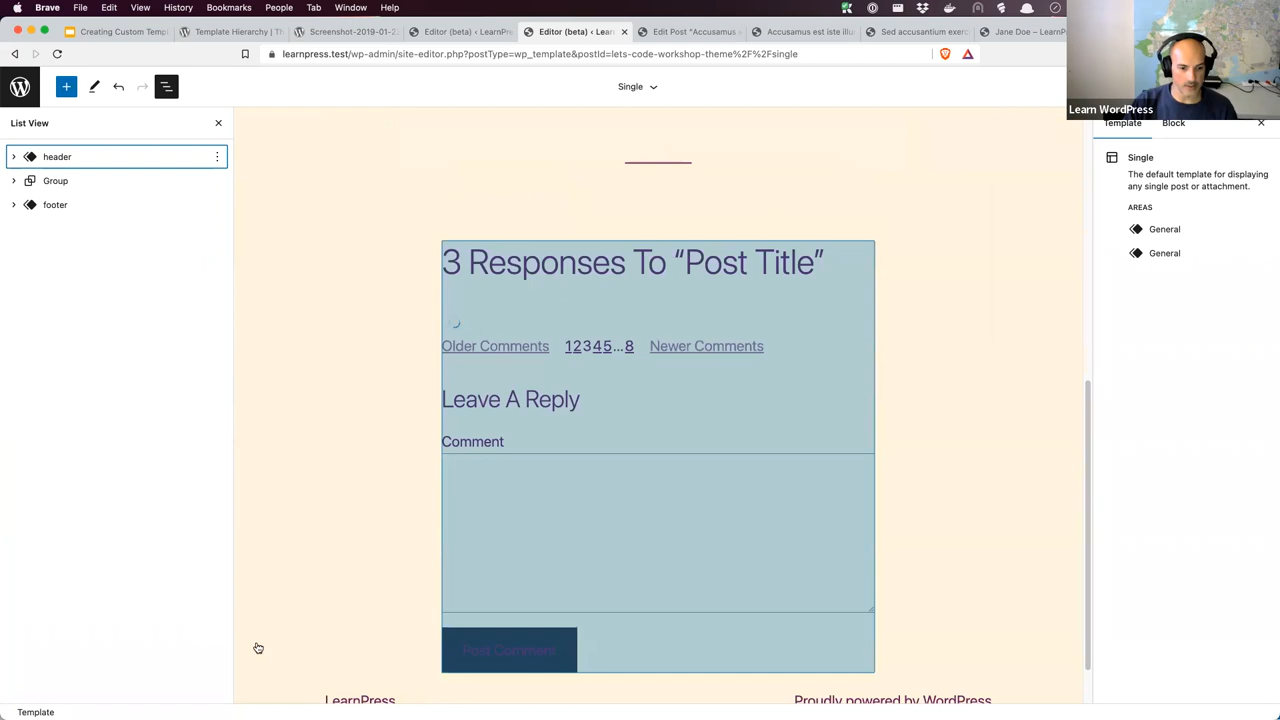 Brave File Edit View History Bookmarks People Tab Window Help
Creating Custom Temp
Template Hierarchy | Th
Screenshot-2019-01-23
Editor (beta) ‹ LearnPre
Editor (beta) ‹ Learn
Edit Post "Accusamus e
Accusamus est iste illu
Sed accusantium exerc
Jane Doe – LearnP
learnpress.test/wp-admin/site-editor.php?postType=wp_template&postId=lets-code-workshop-theme%2F%2Fsingle
Single
Learn WordPress
List View
Template Block
header
Group
footer
Single
The default template for displaying
any single post or attachment.
AREAS
General
General
3 Responses To “Post Title”
Older Comments 12345...8 Newer Comments
Leave A Reply
Comment
Post Comment
LearnPress
Proudly powered by WordPress
Template